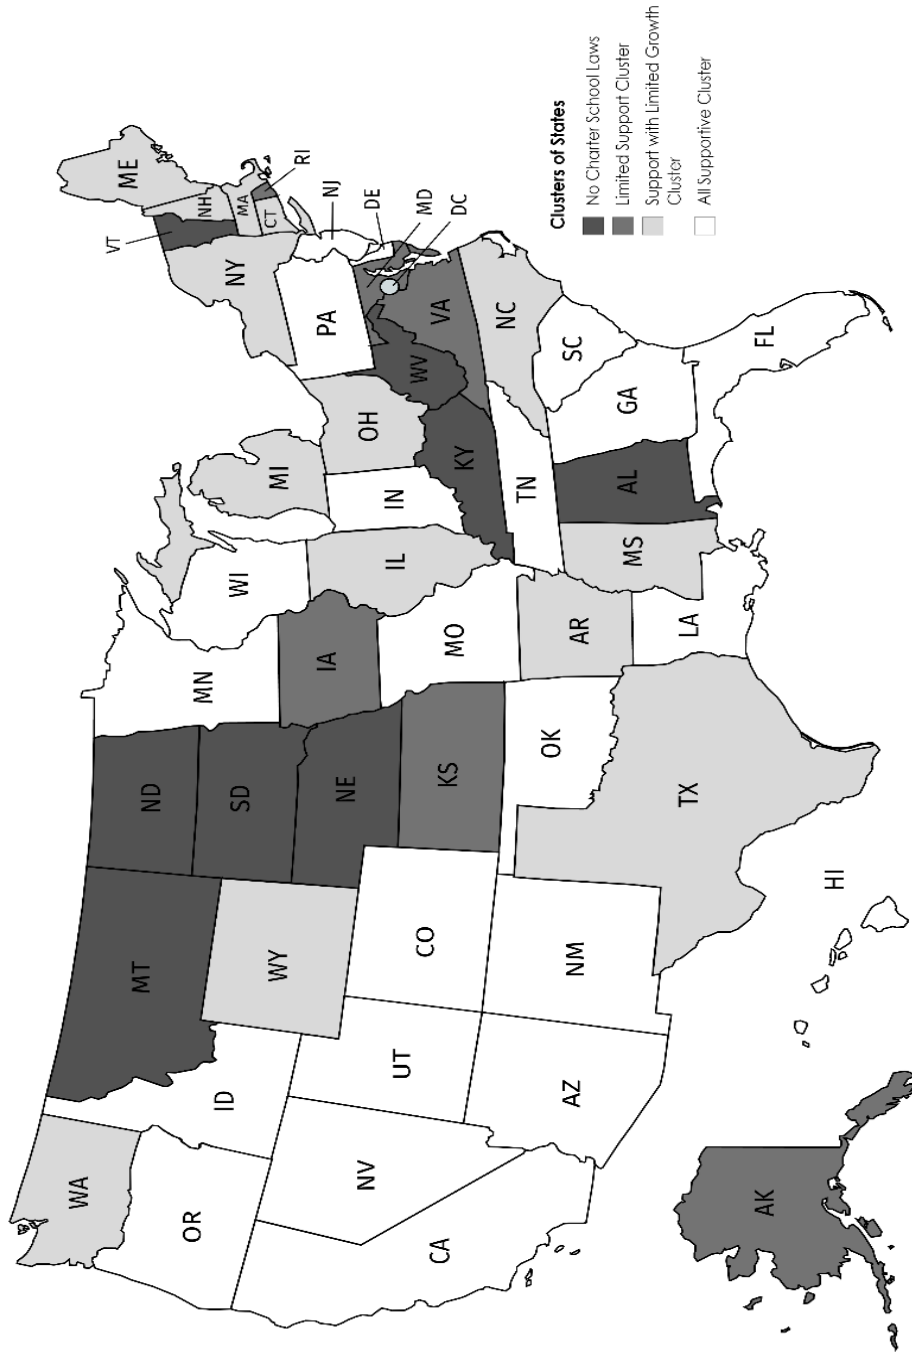 WA
OR
CA
ID
NV
MT
WY
UT
AZ
CO
NM
ND
SD
NE
KS
OK
TX
MN
IA
MO
AR
LA
WI
IL
MI
IN
OH
KY
TN
MS
AL
GA
FL
SC
NC
VA
WV
PA
NY
VT
NH
ME
MA
CT
RI
NJ
DE
MD
DC
AK
HI
Clusters of States
No Charter School Laws
Limited Support Cluster
Support with Limited Growth
Cluster
All Supportive Cluster